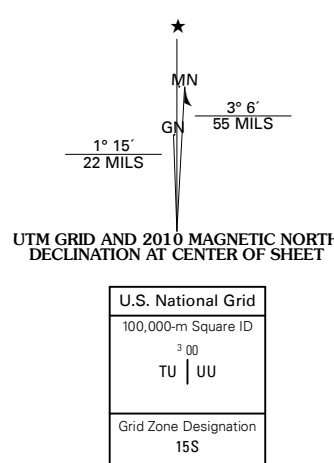 ★
MN
3° 6´
55 MILS
GN
1° 15´
22 MILS
UTM GRID AND 2010 MAGNETIC NORTH
DECLINATION AT CENTER OF SHEET
U.S. National Grid
100,000-m Square ID
³ 00
TU UU
Grid Zone Designation
15S